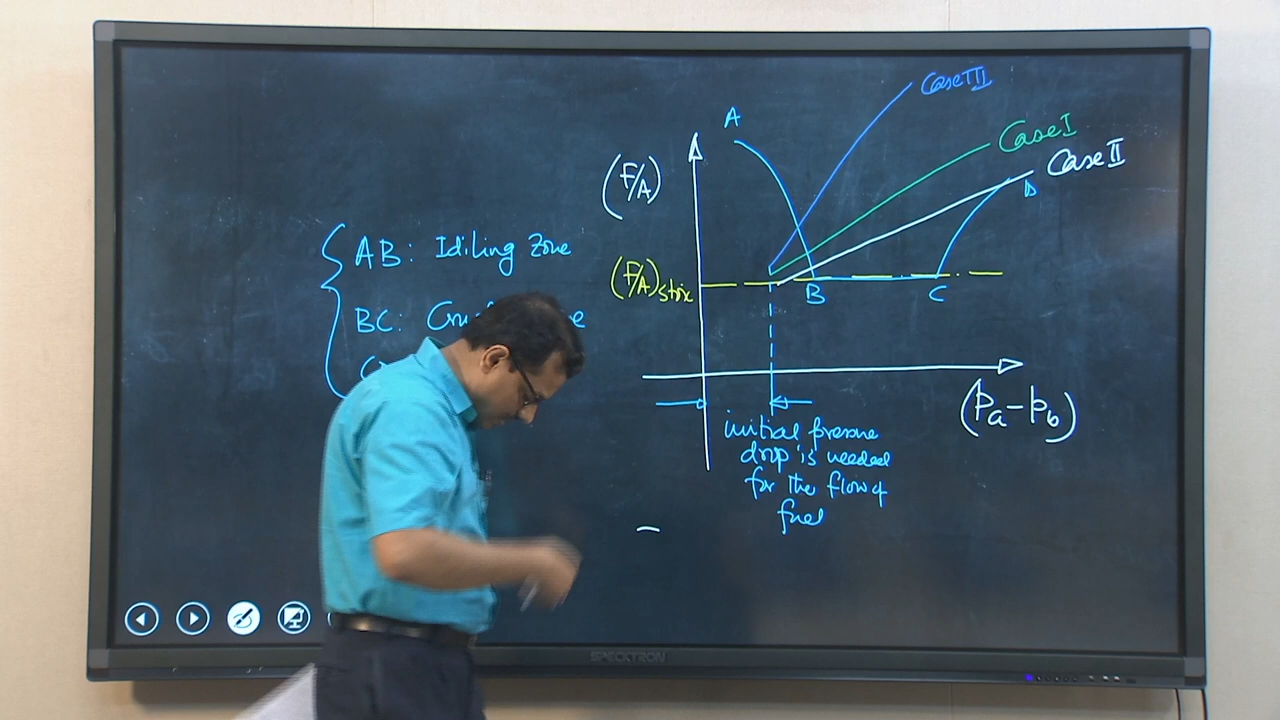 A
Case III
Case I
Case II
(F/A)
D
AB: Idiling Zone
(F/A)stoix
B
C
BC:
(Pa-Pb)
initial pressure
drop is needed
for the flow of
fuel
SPECKTRON